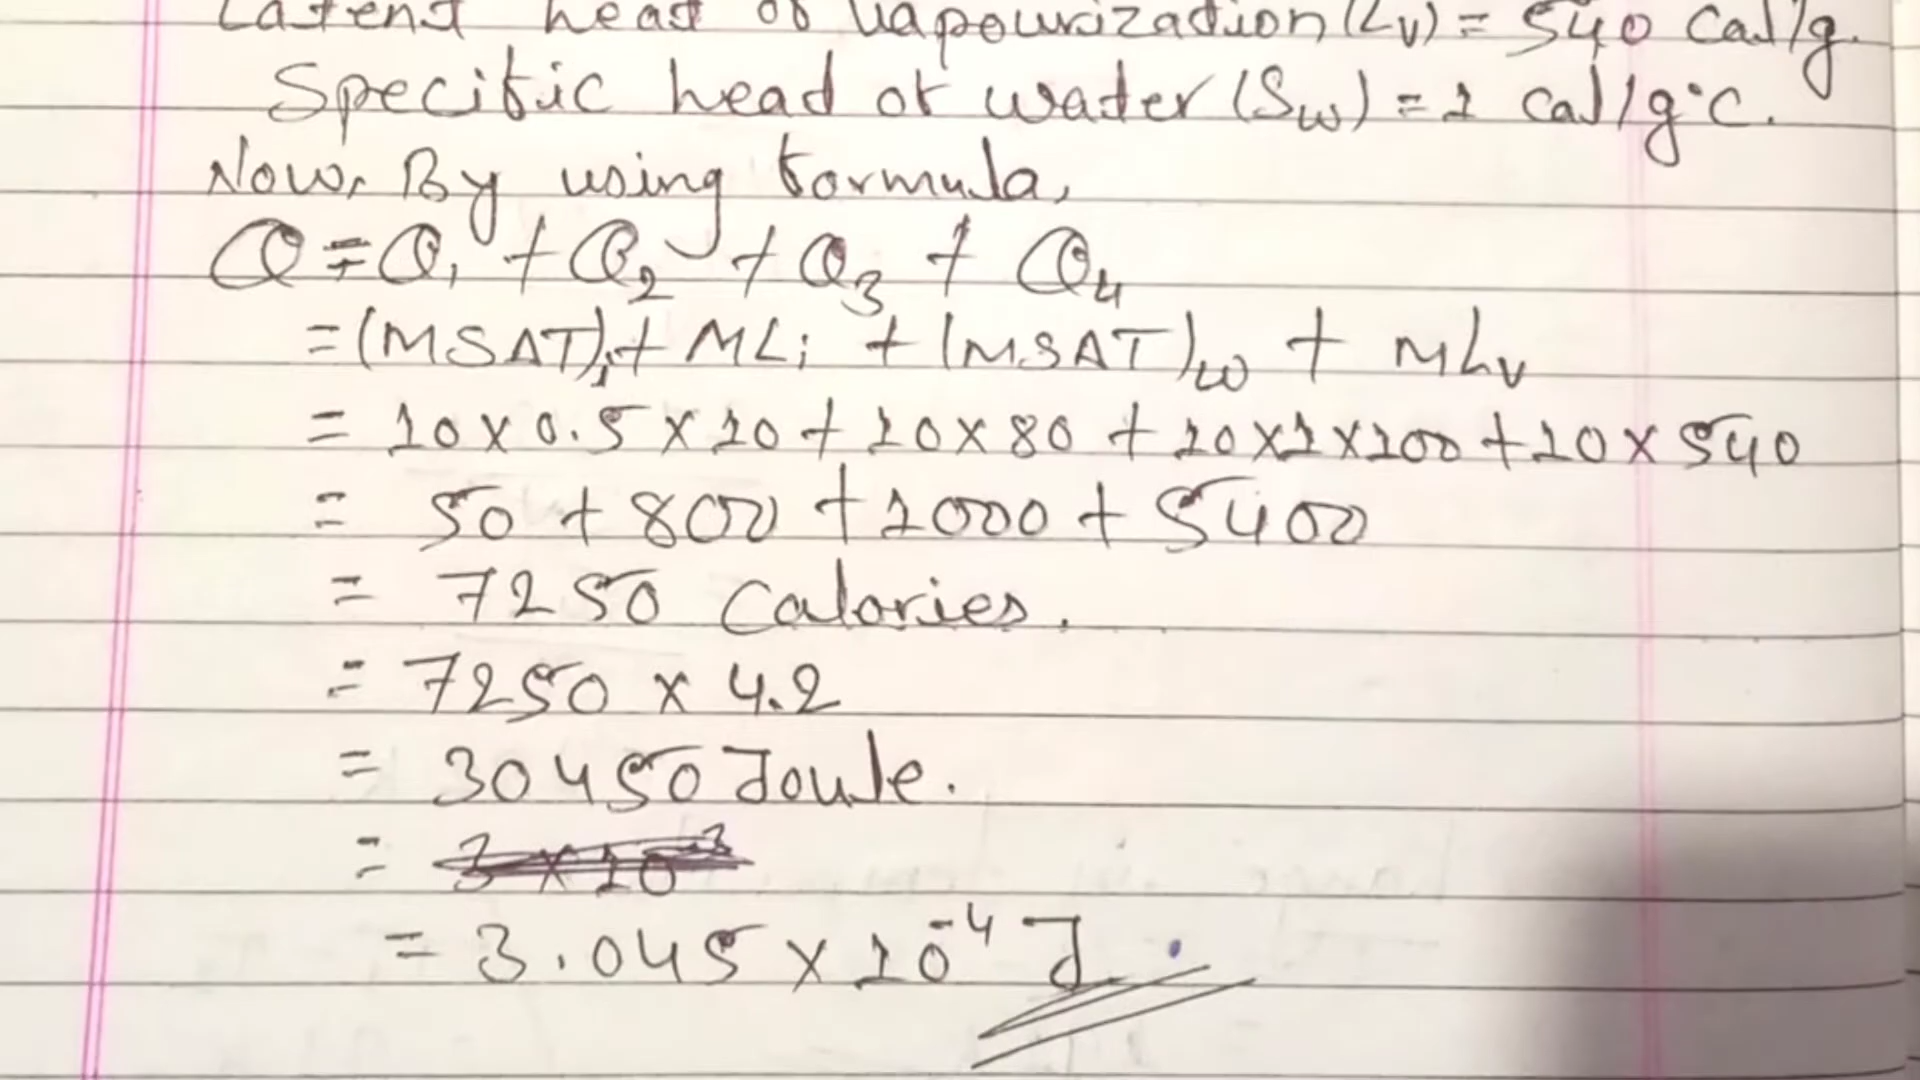 Latent heat of vapourization (Lv) = 540 Cal/g.
Specific heat of water (Sw) = 1 Cal/g°C.
Now, By using formula,
Q = Q1 + Q2 + Q3 + Q4
= (MSΔT)i + MLi + (MSΔT)w + MLv
= 10 × 0.5 × 10 + 10 × 80 + 10×1×100 + 10 × 540
= 50 + 800 + 1000 + 5400
= 7250 Calories.
= 7250 × 4.2
= 30450 Joule.
=
= 3.045 × 10⁻⁴ J.